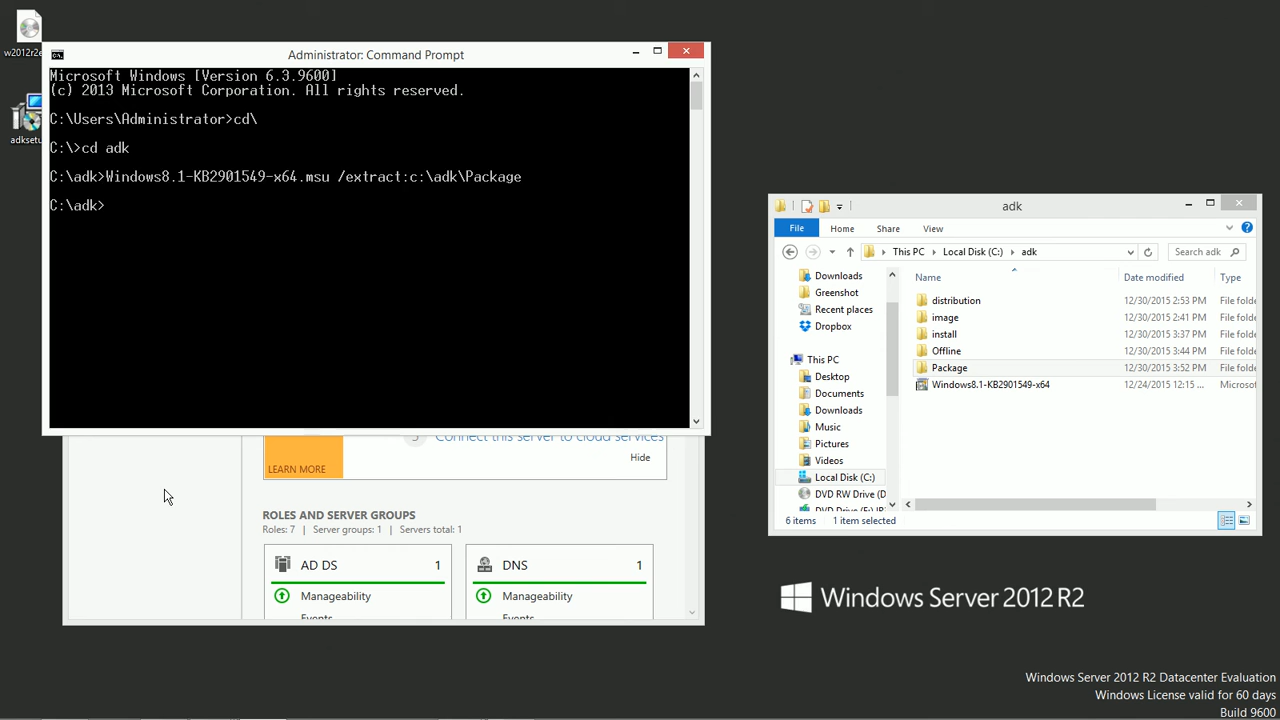 w2012r2e
adksetu
Administrator: Command Prompt
Microsoft Windows [Version 6.3.9600]
(c) 2013 Microsoft Corporation. All rights reserved.
C:\Users\Administrator>cd\
C:\>cd adk
C:\adk>Windows8.1-KB2901549-x64.msu /extract:c:\adk\Package
C:\adk>
Connect this server to cloud services
LEARN MORE
Hide
ROLES AND SERVER GROUPS
Roles: 7 | Server groups: 1 | Servers total: 1
AD DS 1
Manageability
Events
DNS 1
Manageability
Events
adk
File Home Share View
This PC Local Disk (C:) adk
Search adk
Downloads
Greenshot
Recent places
Dropbox
This PC
Desktop
Documents
Downloads
Music
Pictures
Videos
Local Disk (C:)
DVD RW Drive (D
Name Date modified Type
distribution 12/30/2015 2:53 PM File folde
image 12/30/2015 2:41 PM File folde
install 12/30/2015 3:37 PM File folde
Offline 12/30/2015 3:44 PM File folde
Package 12/30/2015 3:52 PM File folde
Windows8.1-KB2901549-x64 12/24/2015 12:15 ... Microso
6 items 1 item selected
Windows Server 2012 R2
Windows Server 2012 R2 Datacenter Evaluation
Windows License valid for 60 days
Build 9600